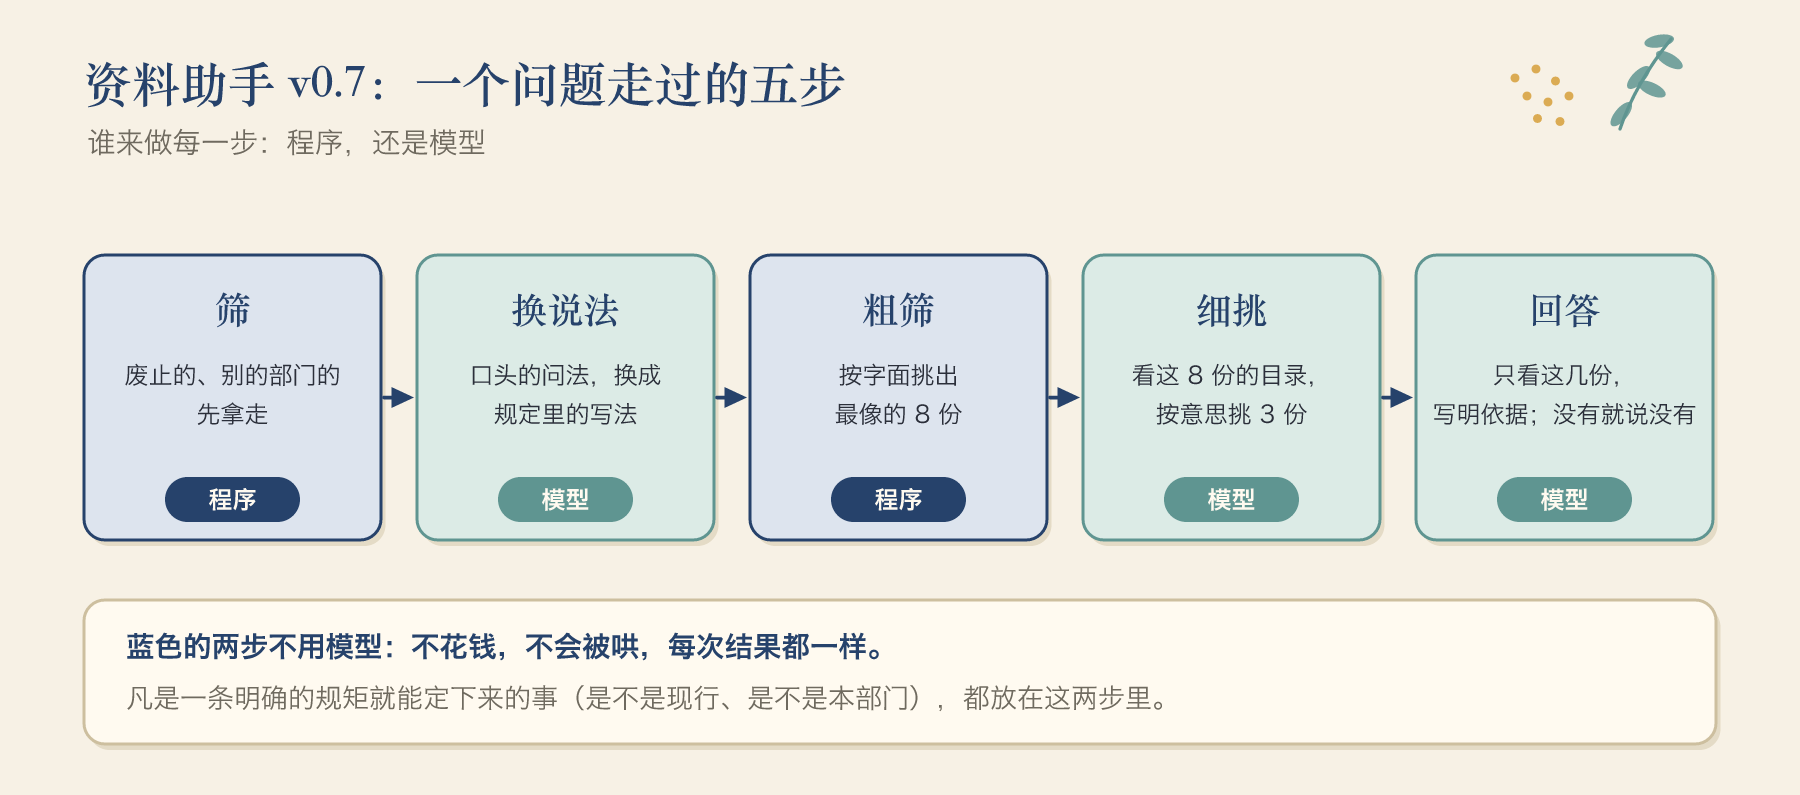 资料助手 v0.7：一个问题走过的五步
谁来做每一步：程序，还是模型
筛
废止的、别的部门的
先拿走
程序
换说法
口头的问法，换成
规定里的写法
模型
粗筛
按字面挑出
最像的 8 份
程序
细挑
看这 8 份的目录，
按意思挑 3 份
模型
回答
只看这几份，
写明依据；没有就说没有
模型
蓝色的两步不用模型：不花钱，不会被哄，每次结果都一样。
凡是一条明确的规矩就能定下来的事（是不是现行、是不是本部门），都放在这两步里。